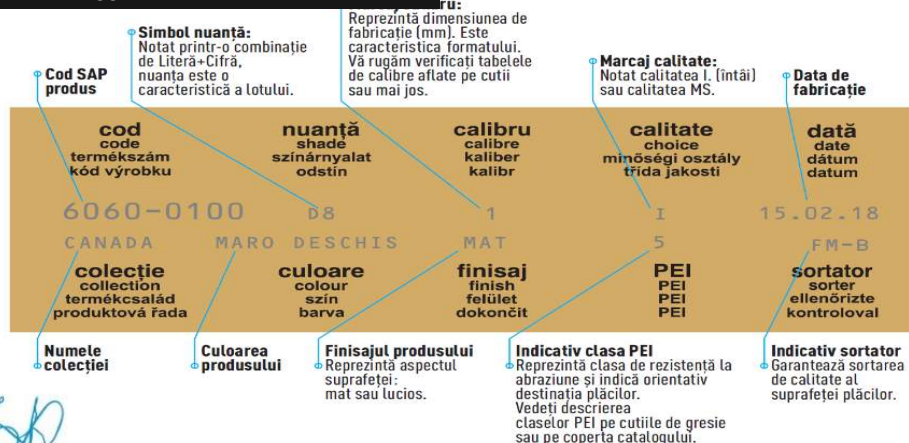 Simbol nuanță:
Notat printr-o combinație
de Literă+Cifră,
nuanța este o
caracteristică a lotului.
Reprezintă dimensiunea de
fabricație (mm). Este
caracteristica formatului.
Vă rugăm verificați tabelele
de calibre aflate pe cutii
sau mai jos.
Cod SAP
produs
Marcaj calitate:
Notat calitatea I. (întâi)
sau calitatea MS.
Data de
fabricație
cod nuanță calibru calitate dată
code shade calibre choice date
termékszám színárnyalat kaliber minőségi osztály dátum
kód výrobku odstín kalibr třída jakosti datum
6060-0100 D8 1 I 15.02.18
CANADA MARO DESCHIS MAT 5 FM-B
colecție culoare finisaj PEI sortator
collection colour finish PEI sorter
termékcsalád szín felület PEI ellenőrizte
produktová řada barva dokončit PEI kontroloval
Numele
colecției
Culoarea
produsului
Finisajul produsului
Reprezintă aspectul
suprafeței:
mat sau lucios.
Indicativ clasa PEI
Reprezintă clasa de rezistență la
abraziune și indică orientativ
destinația plăcilor.
Vedeți descrierea
claselor PEI pe cutiile de gresie
sau pe coperta catalogului.
Indicativ sortator
Garantează sortarea
de calitate al
suprafeței plăcilor.